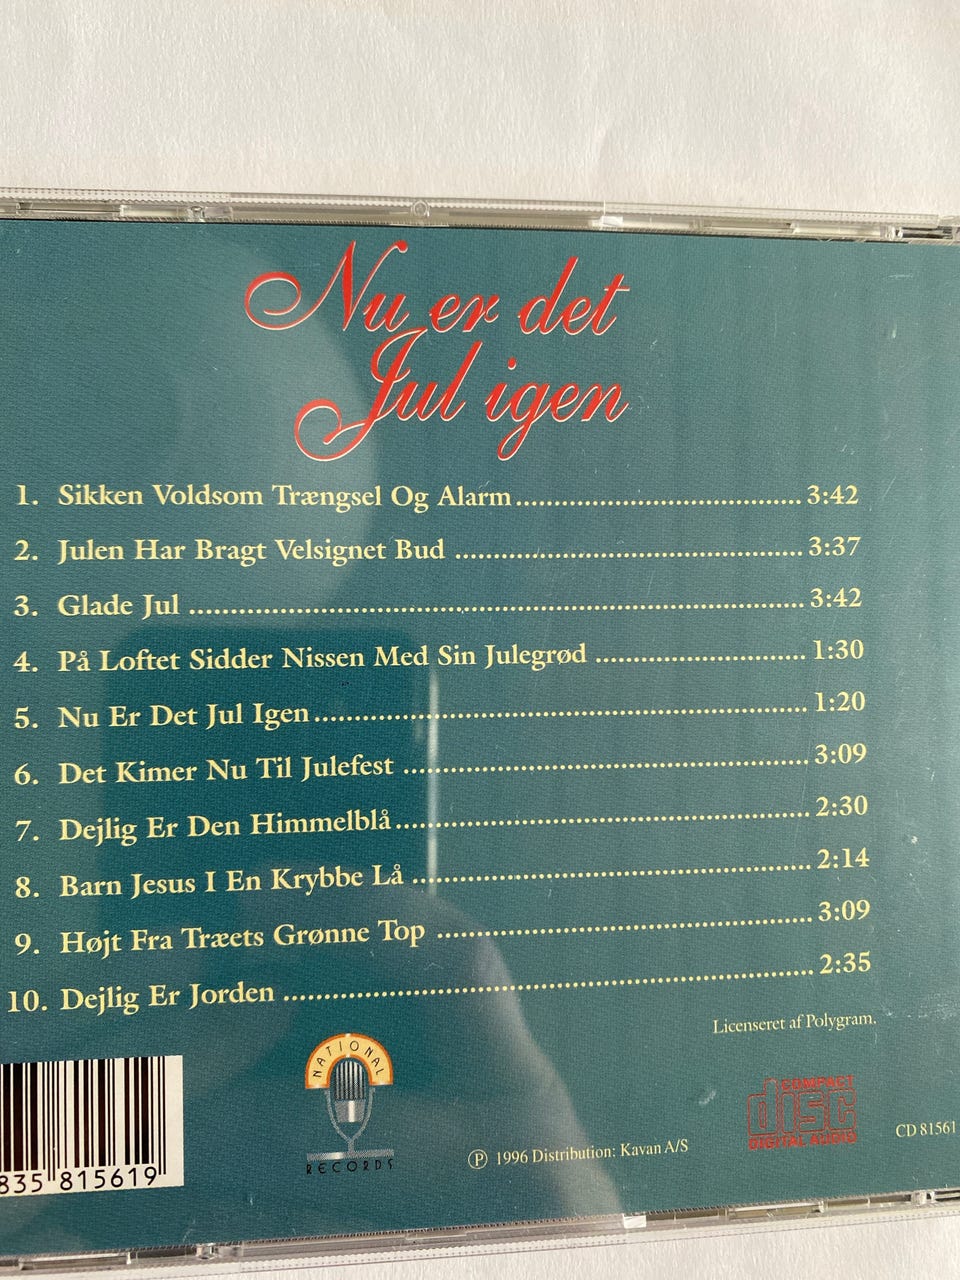 Nu er det
Jul igen
1. Sikken Voldsom Trængsel Og Alarm 3:42
2. Julen Har Bragt Velsignet Bud 3:37
3. Glade Jul 3:42
4. På Loftet Sidder Nissen Med Sin Julegrød 1:30
5. Nu Er Det Jul Igen 1:20
6. Det Kimer Nu Til Julefest 3:09
7. Dejlig Er Den Himmelblå 2:30
8. Barn Jesus I En Krybbe Lå 2:14
9. Højt Fra Træets Grønne Top 3:09
10. Dejlig Er Jorden 2:35
Licenseret af Polygram.
NATIONAL
RECORDS
835 815619
Ⓟ 1996 Distribution: Kavan A/S
COMPACT
disc
DIGITAL AUDIO
CD 81561